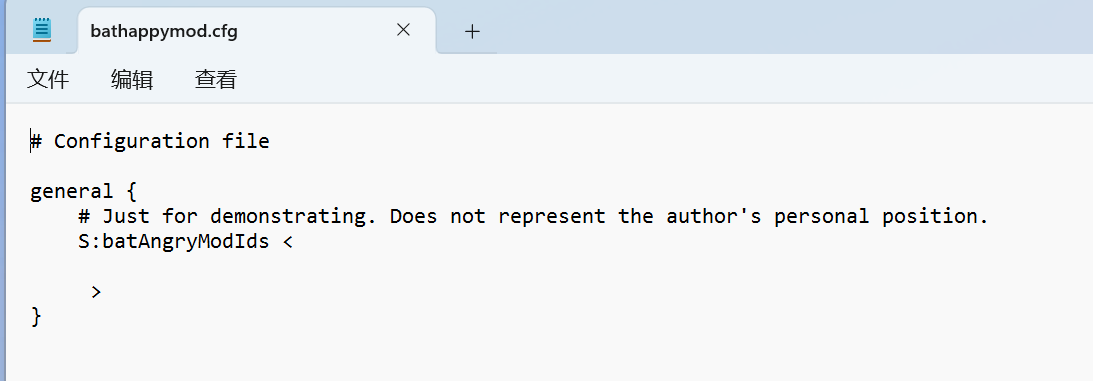 bathappymod.cfg
文件 编辑 查看
# Configuration file
general {
# Just for demonstrating. Does not represent the author's personal position.
S:batAngryModIds <
>
}